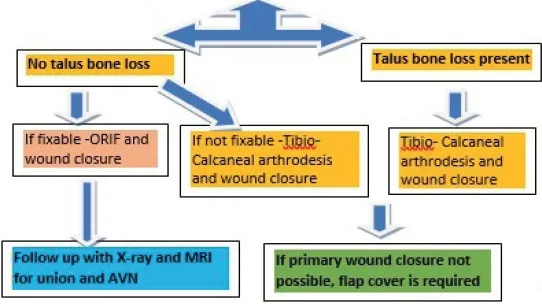 No talus bone loss
Talus bone loss present
If fixable -ORIF and
wound closure
If not fixable -Tibio-
Calcaneal arthrodesis
and wound closure
Tibio- Calcaneal
arthrodesis and
wound closure
Follow up with X-ray and MRI
for union and AVN
If primary wound closure not
possible, flap cover is required